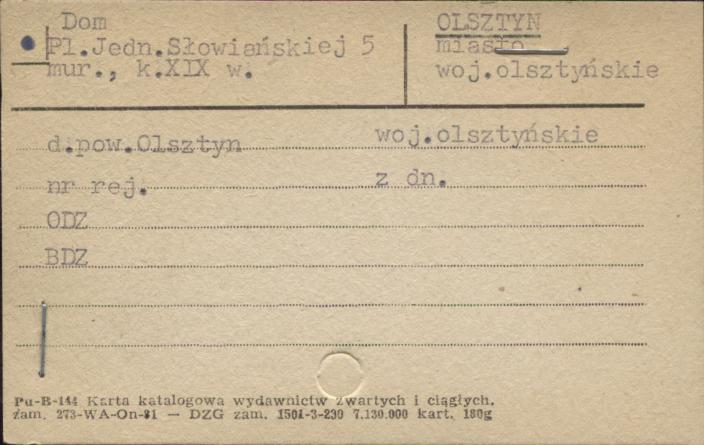 Dom
Pl.Jedn.Słowiańskiej 5
mur., k.XIX w.
OLSZTYN
miasto
woj.olsztyńskie
d.pow.Olsztyn woj.olsztyńskie
nr rej. z dn.
ODZ
BDZ
Pu-B-144 Karta katalogowa wydawnictw zwartych i ciągłych.
zam. 273-WA-On-81 — DZG zam. 1501-3-230 7.130.000 kart. 180g